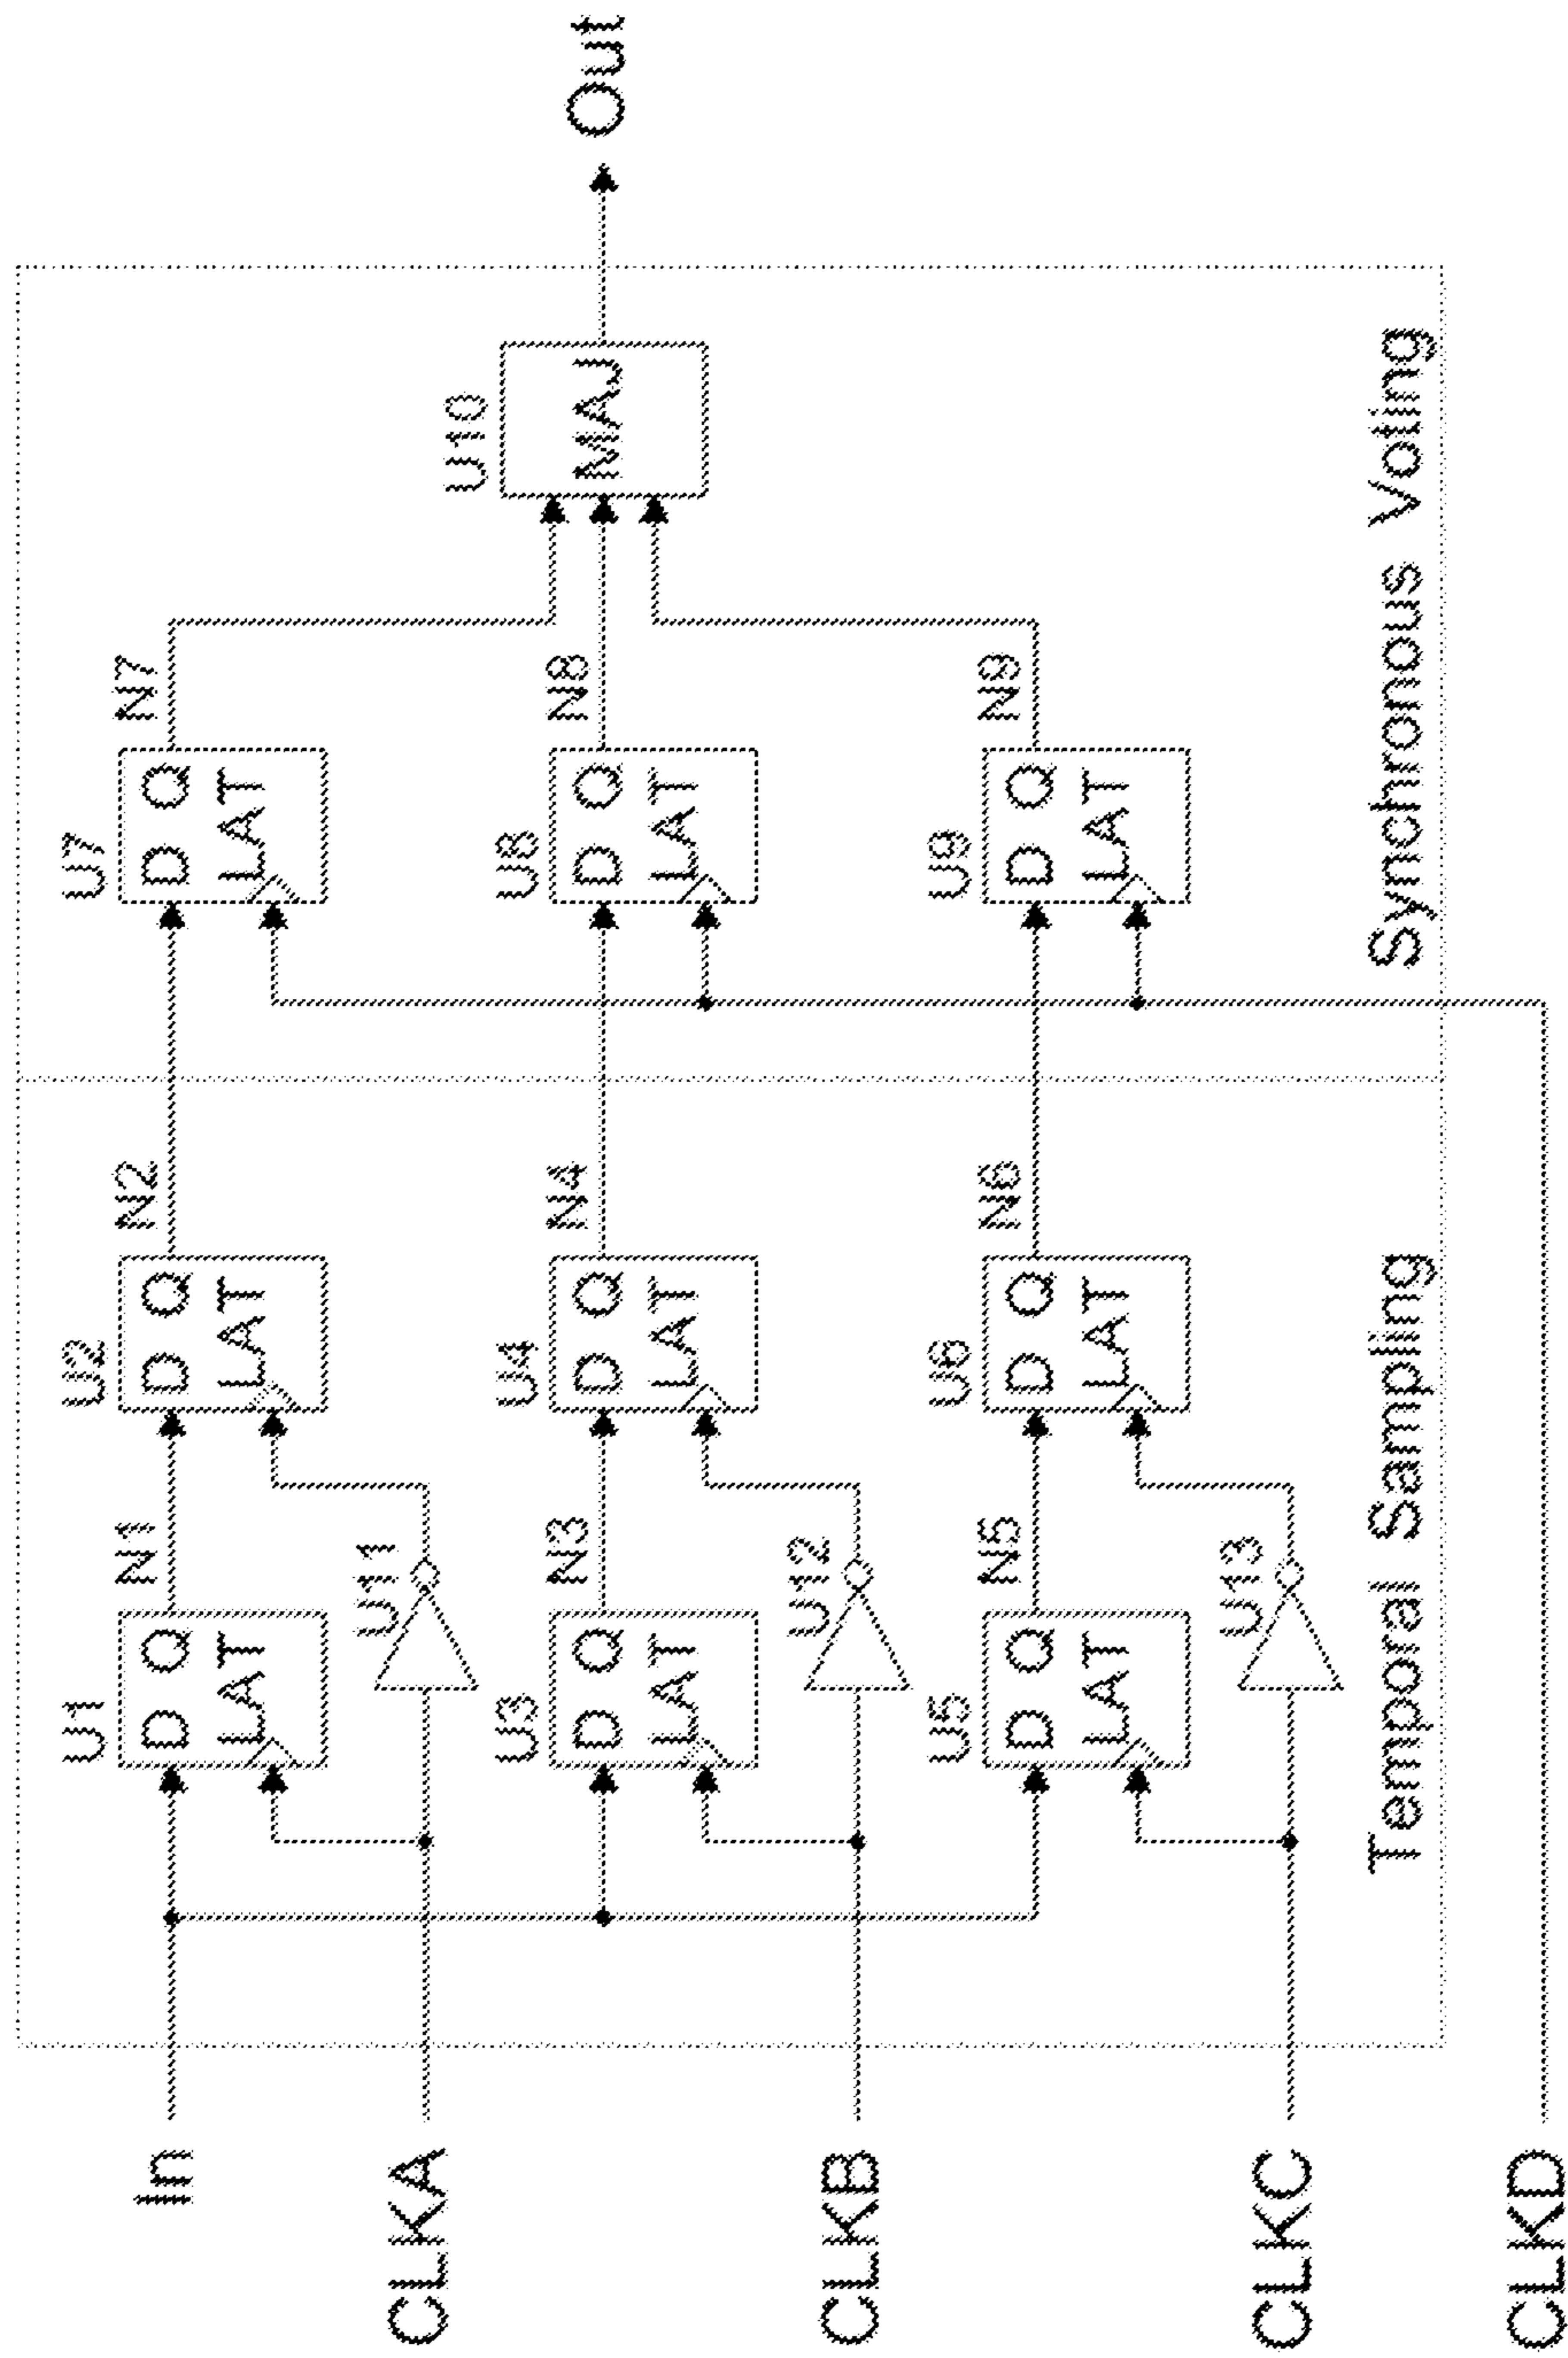 In
CLKA
CLKB
CLKC
CLKD
U1
D Q
LAT
N1
U2
D Q
LAT
N2
U7
D Q
LAT
N7
U11
U3
D Q
LAT
N3
U4
D Q
LAT
N4
U8
D Q
LAT
N8
U10
MAJ
Out
U12
U5
D Q
LAT
N5
U6
D Q
LAT
N6
U9
D Q
LAT
N9
U13
Temporal Sampling
Synchronous Voting